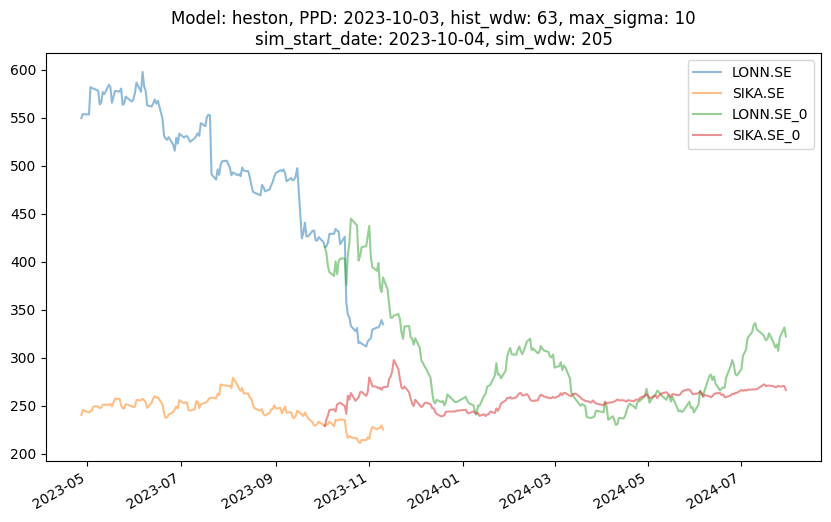 Model: heston, PPD: 2023-10-03, hist_wdw: 63, max_sigma: 10
sim_start_date: 2023-10-04, sim_wdw: 205
LONN.SE
SIKA.SE
LONN.SE_0
SIKA.SE_0
600
550
500
450
400
350
300
250
200
2023-05
2023-07
2023-09
2023-11
2024-01
2024-03
2024-05
2024-07